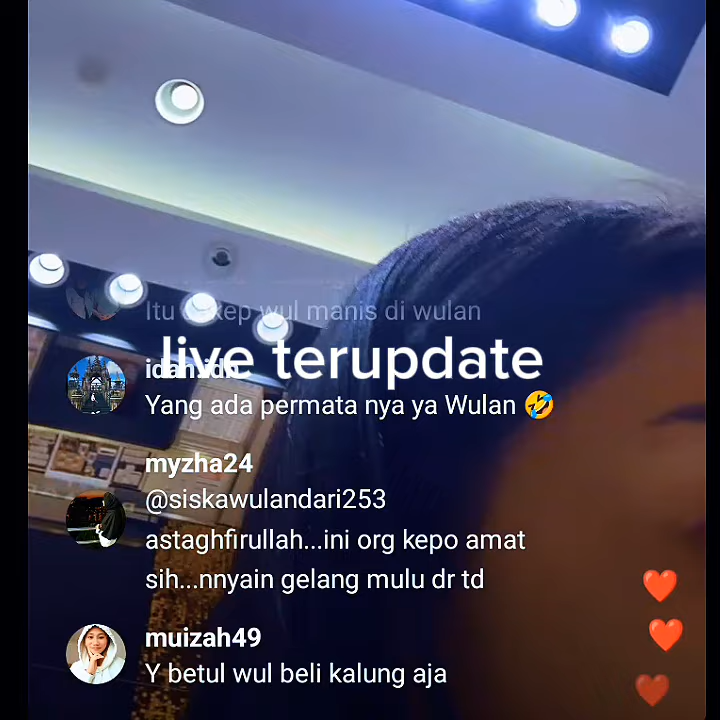 Itu cakep wul manis di wulan
live terupdate
Yang ada permata nya ya Wulan 🤣
myzha24
@siskawulandari253
astaghfirullah...ini org kepo amat
sih...nnyain gelang mulu dr td
muizah49
Y betul wul beli kalung aja